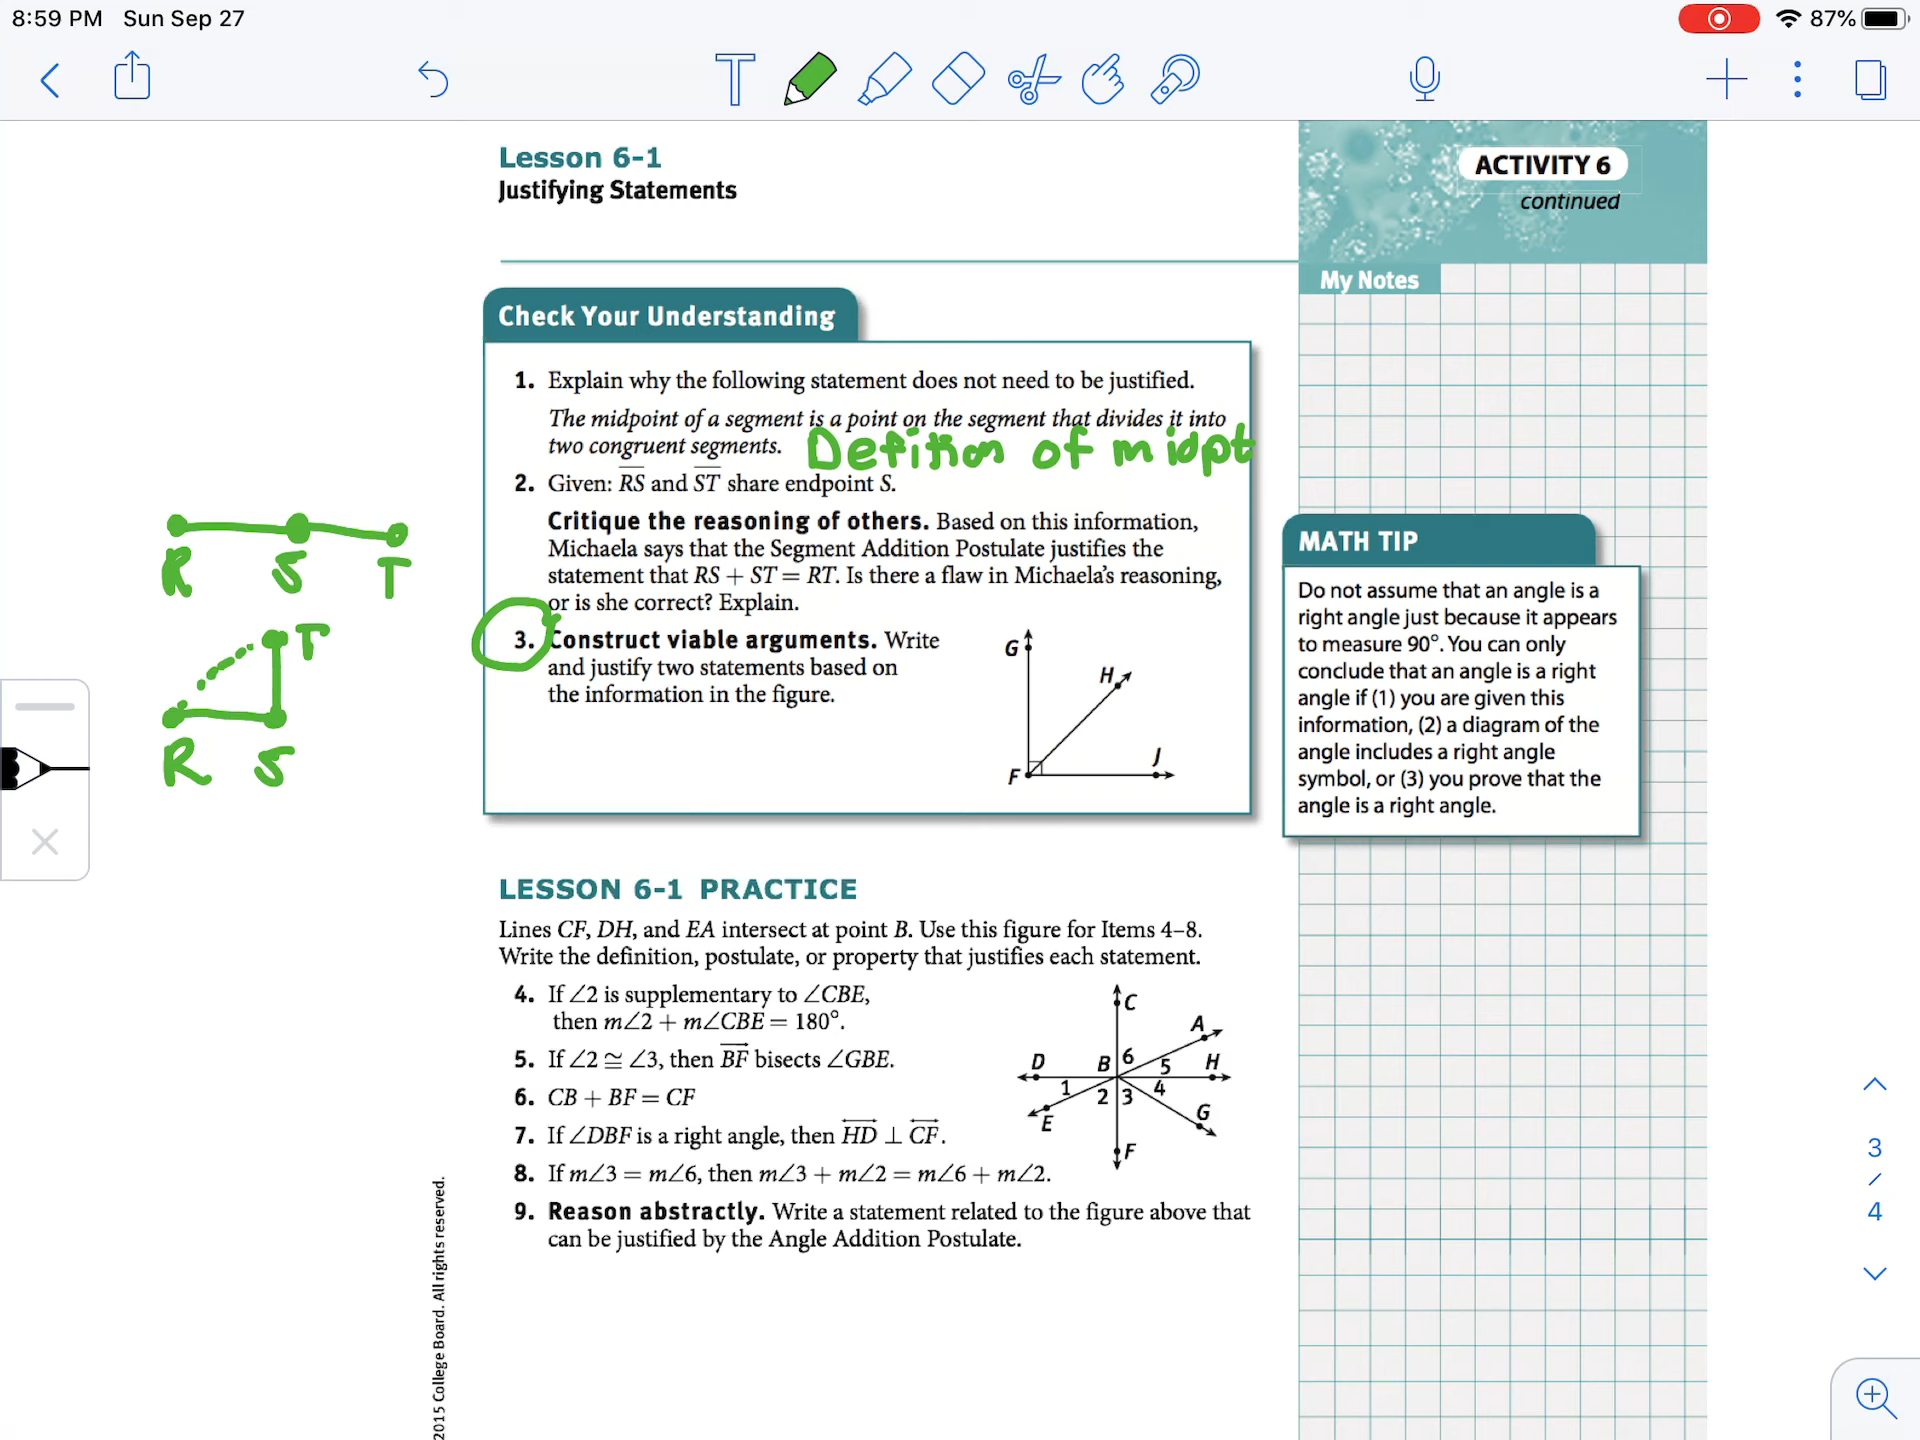 8:59 PM Sun Sep 27
87%
Lesson 6-1
Justifying Statements
ACTIVITY 6
continued
My Notes
Check Your Understanding
1. Explain why the following statement does not need to be justified.
The midpoint of a segment is a point on the segment that divides it into
two congruent segments. Defition of midpt
2. Given: RS and ST share endpoint S.
Critique the reasoning of others. Based on this information,
Michaela says that the Segment Addition Postulate justifies the
statement that RS + ST = RT. Is there a flaw in Michaela's reasoning,
or is she correct? Explain.
3. Construct viable arguments. Write
and justify two statements based on
the information in the figure.
G
H
J
F
R S T
T
R S
MATH TIP
Do not assume that an angle is a
right angle just because it appears
to measure 90°. You can only
conclude that an angle is a right
angle if (1) you are given this
information, (2) a diagram of the
angle includes a right angle
symbol, or (3) you prove that the
angle is a right angle.
LESSON 6-1 PRACTICE
Lines CF, DH, and EA intersect at point B. Use this figure for Items 4–8.
Write the definition, postulate, or property that justifies each statement.
4. If ∠2 is supplementary to ∠CBE,
then m∠2 + m∠CBE = 180°.
5. If ∠2 ≅ ∠3, then BF bisects ∠GBE.
6. CB + BF = CF
7. If ∠DBF is a right angle, then HD ⊥ CF.
8. If m∠3 = m∠6, then m∠3 + m∠2 = m∠6 + m∠2.
9. Reason abstractly. Write a statement related to the figure above that
can be justified by the Angle Addition Postulate.
C
A
D B 6 5 H
1 2 3 4
E G
F
2015 College Board. All rights reserved.
3
/
4